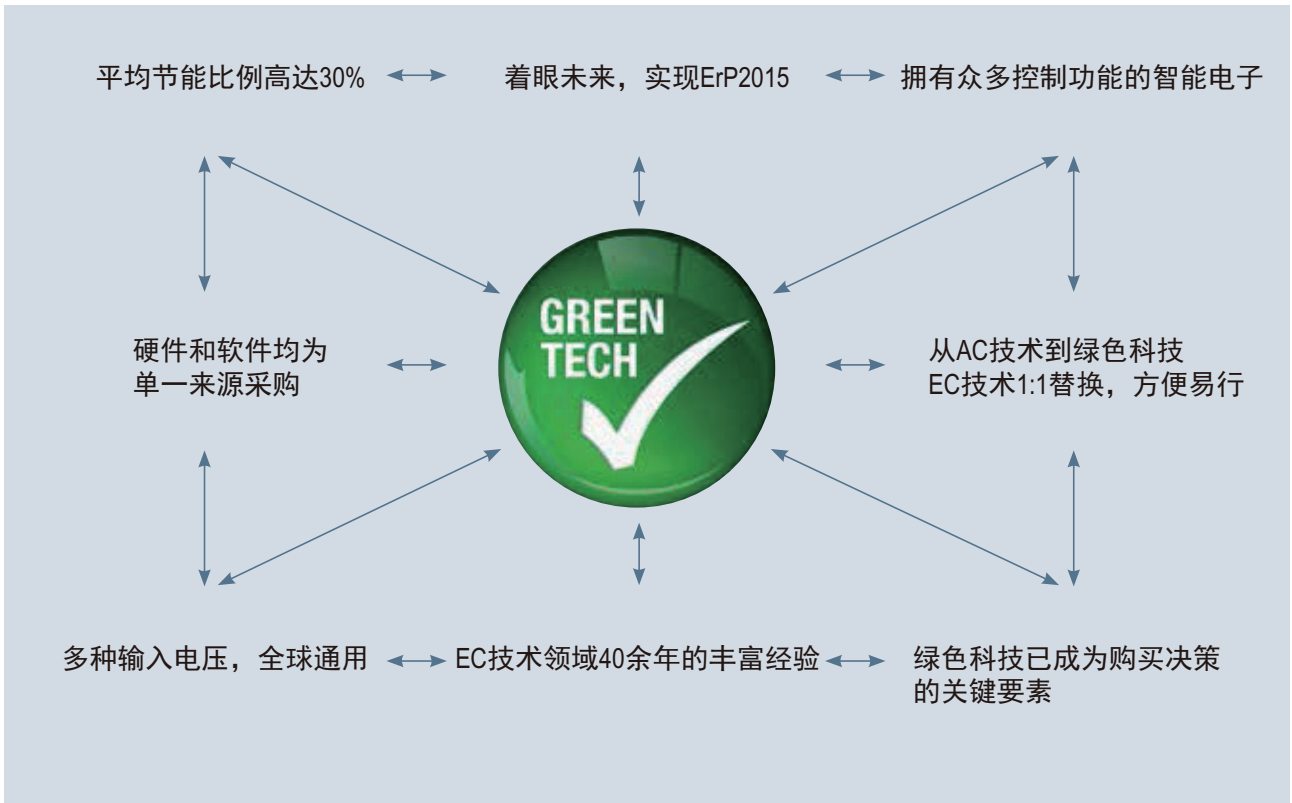 平均节能比例高达30%
着眼未来，实现ErP2015
拥有众多控制功能的智能电子
GREEN
TECH
硬件和软件均为
单一来源采购
从AC技术到绿色科技
EC技术1:1替换，方便易行
多种输入电压，全球通用
EC技术领域40余年的丰富经验
绿色科技已成为购买决策
的关键要素